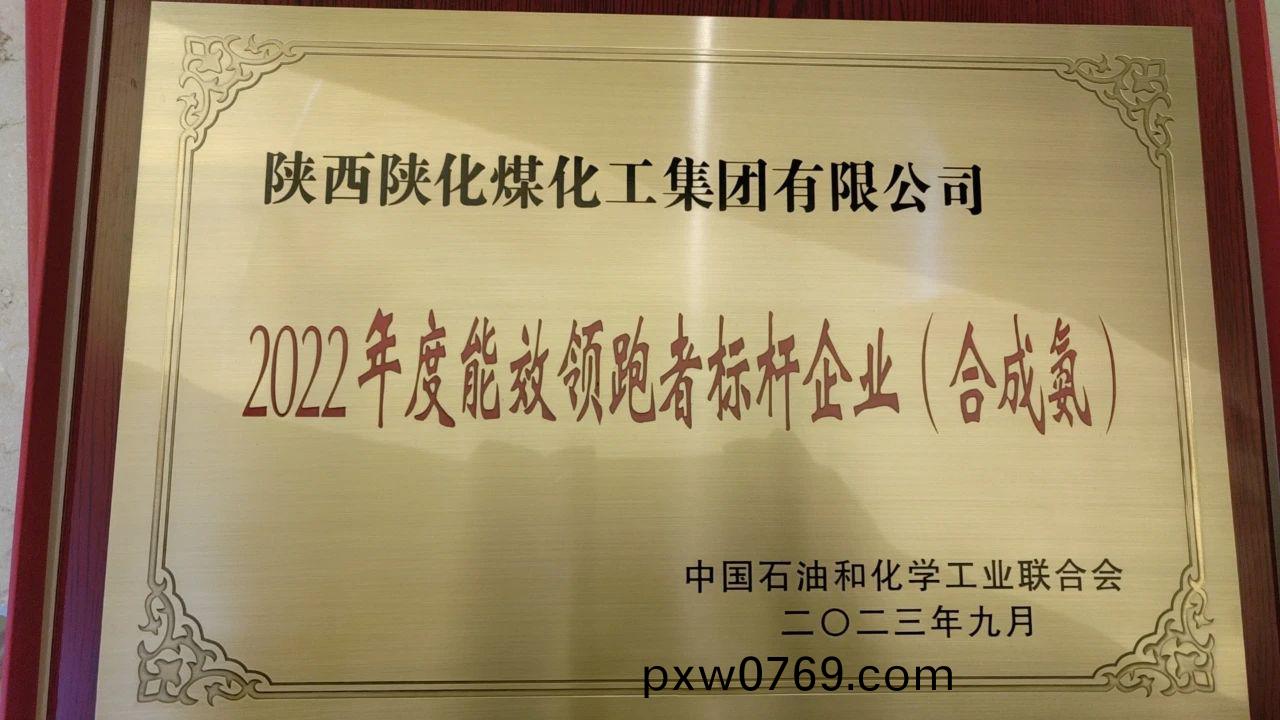 陕西陕化煤化工集团有限公司
2022年度能效领跑者标杆企业（合成氨）
中国石油和化学工业联合会
二〇二三年九月
pxw0769.com